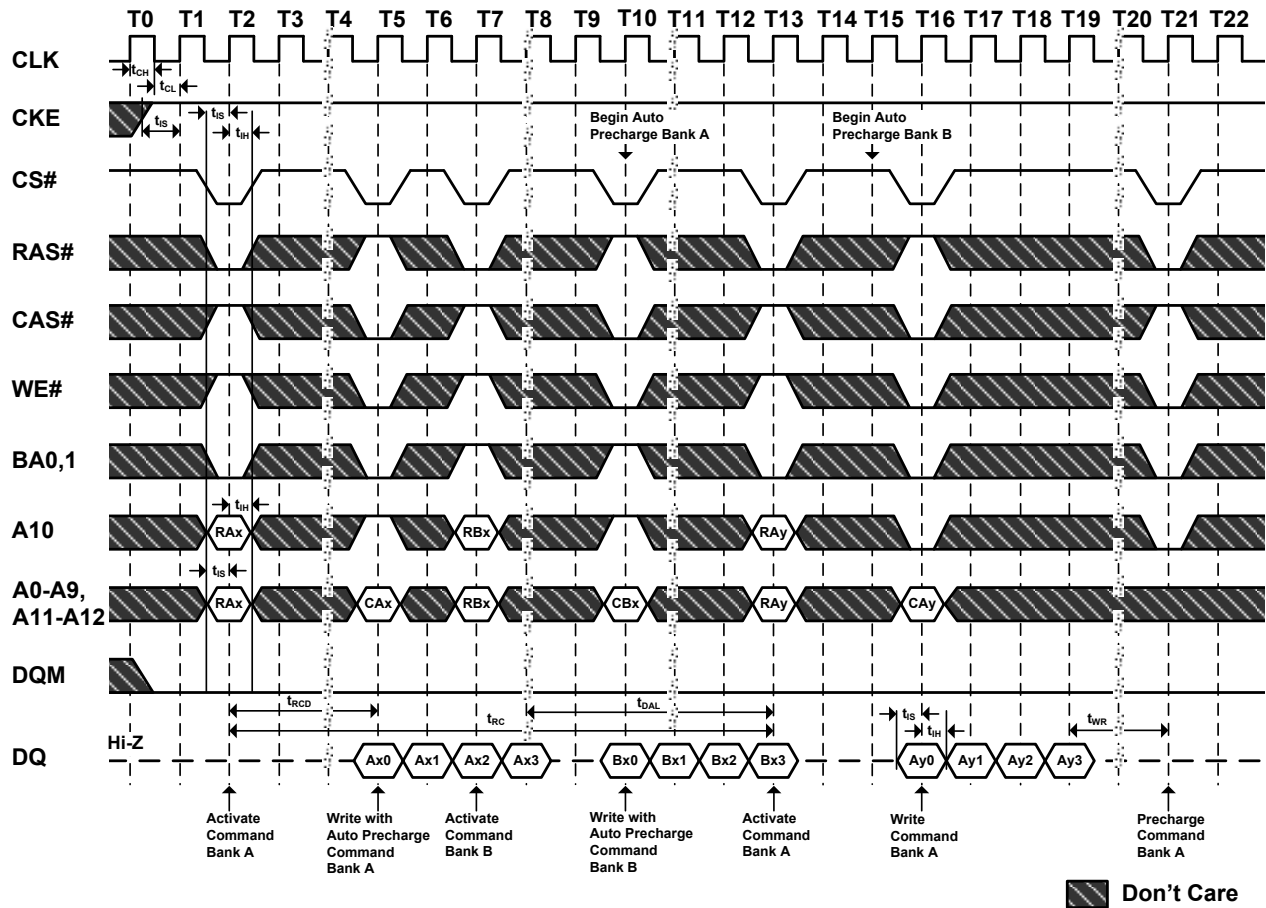 T0 T1 T2 T3 T4 T5 T6 T7 T8 T9 T10 T11 T12 T13 T14 T15 T16 T17 T18 T19 T20 T21 T22
CLK
tCH
tCL
CKE
tIS
tIS
tIH
Begin Auto
Precharge Bank A
Begin Auto
Precharge Bank B
CS#
RAS#
CAS#
WE#
BA0,1
tIH
A10
RAx RBx RAy
tIS
A0-A9,
A11-A12
RAx CAx RBx CBx RAy CAy
DQM
tRCD
tRC
tDAL
tIS
tIH
tWR
Hi-Z
DQ
Ax0 Ax1 Ax2 Ax3 Bx0 Bx1 Bx2 Bx3 Ay0 Ay1 Ay2 Ay3
Activate
Command
Bank A
Write with
Auto Precharge
Command
Bank A
Activate
Command
Bank B
Write with
Auto Precharge
Command
Bank B
Activate
Command
Bank A
Write
Command
Bank A
Precharge
Command
Bank A
Don't Care